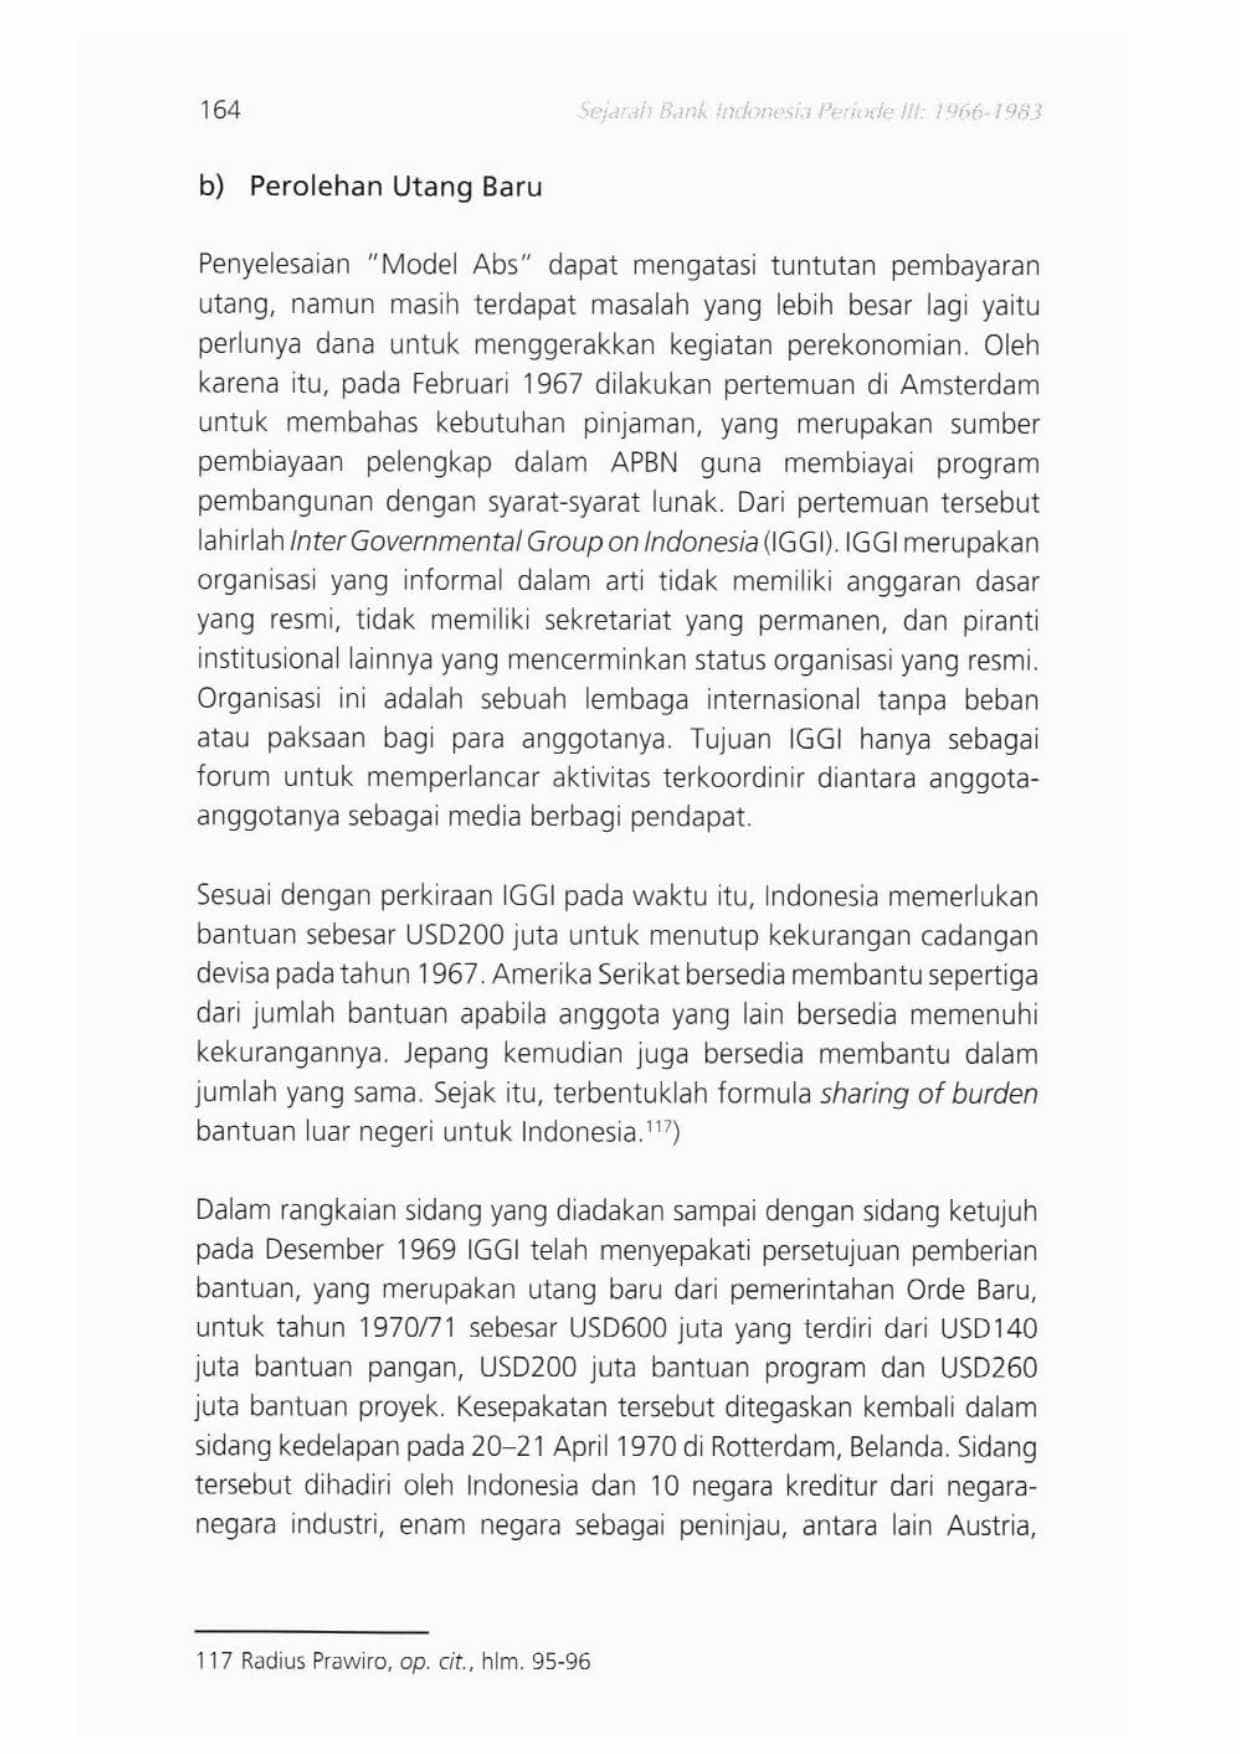 164
Sejarah Bank Indonesia Periode III: 1966-1983
b) Perolehan Utang Baru
Penyelesaian "Model Abs" dapat mengatasi tuntutan pembayaran
utang, namun masih terdapat masalah yang lebih besar lagi yaitu
perlunya dana untuk menggerakkan kegiatan perekonomian. Oleh
karena itu, pada Februari 1967 dilakukan pertemuan di Amsterdam
untuk membahas kebutuhan pinjaman, yang merupakan sumber
pembiayaan pelengkap dalam APBN guna membiayai program
pembangunan dengan syarat-syarat lunak. Dari pertemuan tersebut
lahirlah Inter Governmental Group on Indonesia (IGGI). IGGI merupakan
organisasi yang informal dalam arti tidak memiliki anggaran dasar
yang resmi, tidak memiliki sekretariat yang permanen, dan piranti
institusional lainnya yang mencerminkan status organisasi yang resmi.
Organisasi ini adalah sebuah lembaga internasional tanpa beban
atau paksaan bagi para anggotanya. Tujuan IGGI hanya sebagai
forum untuk memperlancar aktivitas terkoordinir diantara anggota-
anggotanya sebagai media berbagi pendapat.
Sesuai dengan perkiraan IGGI pada waktu itu, Indonesia memerlukan
bantuan sebesar USD200 juta untuk menutup kekurangan cadangan
devisa pada tahun 1967. Amerika Serikat bersedia membantu sepertiga
dari jumlah bantuan apabila anggota yang lain bersedia memenuhi
kekurangannya. Jepang kemudian juga bersedia membantu dalam
jumlah yang sama. Sejak itu, terbentuklah formula sharing of burden
bantuan luar negeri untuk Indonesia.117)
Dalam rangkaian sidang yang diadakan sampai dengan sidang ketujuh
pada Desember 1969 IGGI telah menyepakati persetujuan pemberian
bantuan, yang merupakan utang baru dari pemerintahan Orde Baru,
untuk tahun 1970/71 sebesar USD600 juta yang terdiri dari USD140
juta bantuan pangan, USD200 juta bantuan program dan USD260
juta bantuan proyek. Kesepakatan tersebut ditegaskan kembali dalam
sidang kedelapan pada 20–21 April 1970 di Rotterdam, Belanda. Sidang
tersebut dihadiri oleh Indonesia dan 10 negara kreditur dari negara-
negara industri, enam negara sebagai peninjau, antara lain Austria,
117 Radius Prawiro, op. cit., hlm. 95-96